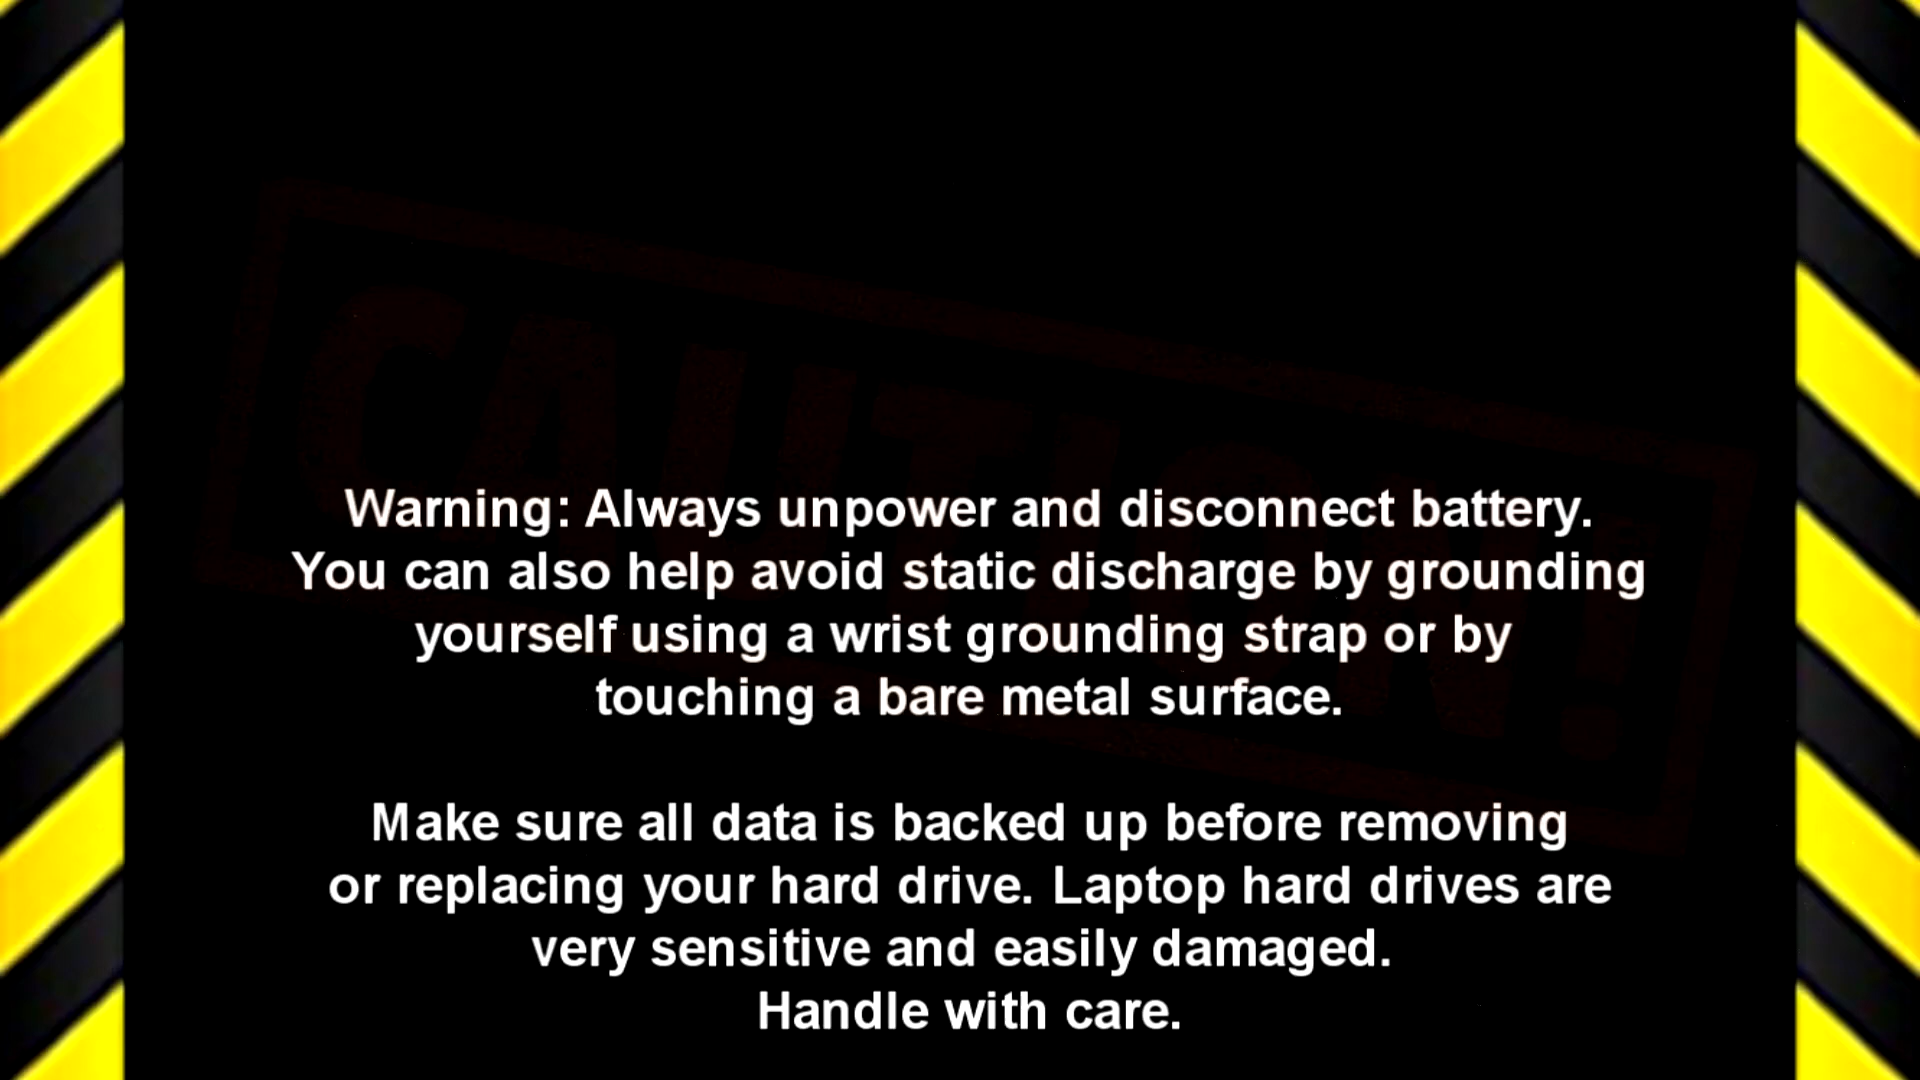 CAUTION!
Warning: Always unpower and disconnect battery.
You can also help avoid static discharge by grounding
yourself using a wrist grounding strap or by
touching a bare metal surface.
Make sure all data is backed up before removing
or replacing your hard drive. Laptop hard drives are
very sensitive and easily damaged.
Handle with care.